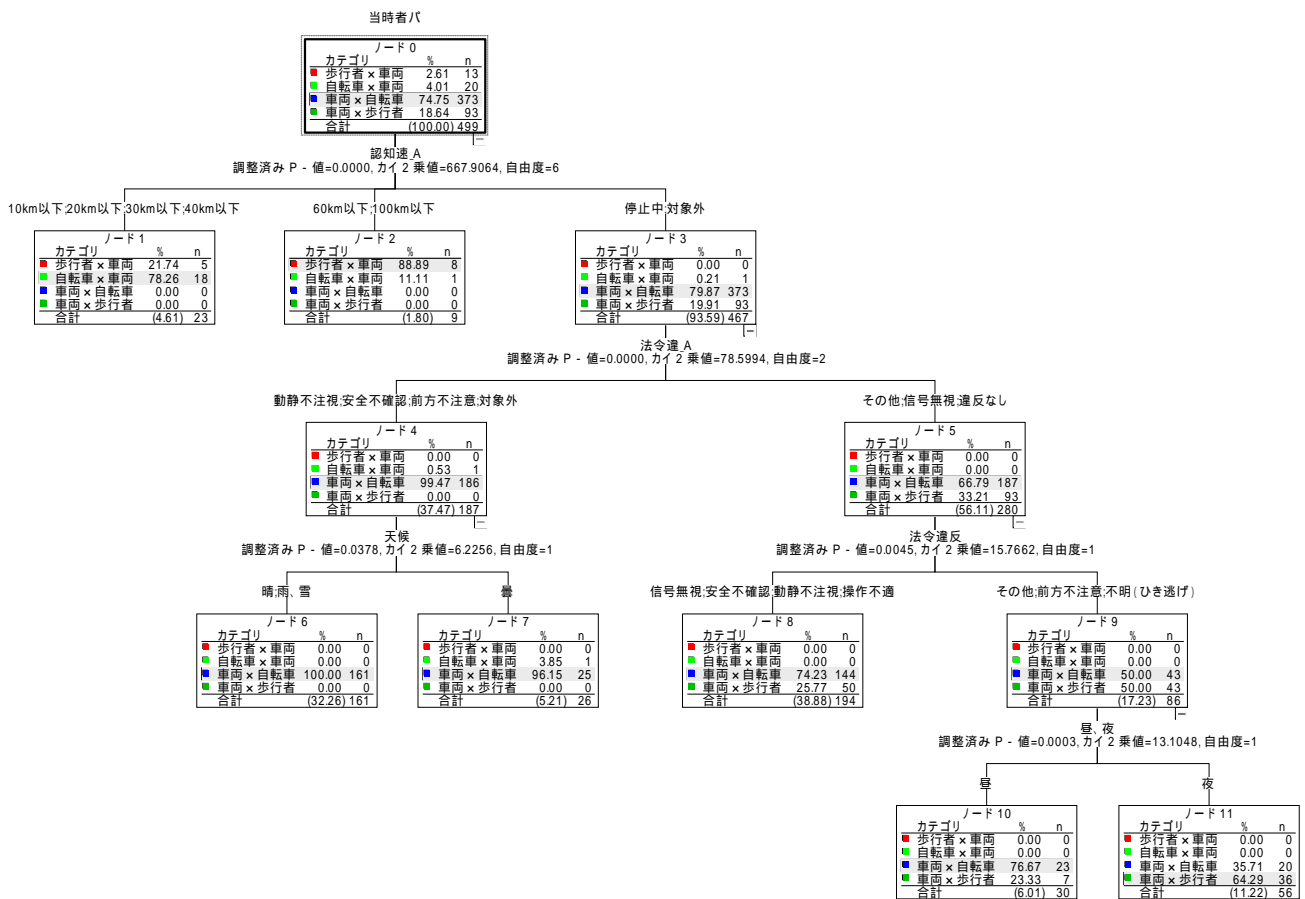 当時者パ
ノード 0
カテゴリ % n
歩行者×車両 2.61 13
自転車×車両 4.01 20
車両×自転車 74.75 373
車両×歩行者 18.64 93
合計 (100.00) 499
認知速_A
調整済み P - 値=0.0000, カイ 2 乗値=667.9064, 自由度=6
10km以下;20km以下;30km以下;40km以下
60km以下;100km以下
停止中;対象外
ノード 1
カテゴリ % n
歩行者×車両 21.74 5
自転車×車両 78.26 18
車両×自転車 0.00 0
車両×歩行者 0.00 0
合計 (4.61) 23
ノード 2
カテゴリ % n
歩行者×車両 88.89 8
自転車×車両 11.11 1
車両×自転車 0.00 0
車両×歩行者 0.00 0
合計 (1.80) 9
ノード 3
カテゴリ % n
歩行者×車両 0.00 0
自転車×車両 0.21 1
車両×自転車 79.87 373
車両×歩行者 19.91 93
合計 (93.59) 467
法令違_A
調整済み P - 値=0.0000, カイ 2 乗値=78.5994, 自由度=2
動静不注視;安全不確認;前方不注意;対象外
その他;信号無視;違反なし
ノード 4
カテゴリ % n
歩行者×車両 0.00 0
自転車×車両 0.53 1
車両×自転車 99.47 186
車両×歩行者 0.00 0
合計 (37.47) 187
ノード 5
カテゴリ % n
歩行者×車両 0.00 0
自転車×車両 0.00 0
車両×自転車 66.79 187
車両×歩行者 33.21 93
合計 (56.11) 280
天候
調整済み P - 値=0.0378, カイ 2 乗値=6.2256, 自由度=1
法令違反
調整済み P - 値=0.0045, カイ 2 乗値=15.7662, 自由度=1
晴;雨、雪
曇
信号無視;安全不確認;動静不注視;操作不適
その他;前方不注意;不明(ひき逃げ)
ノード 6
カテゴリ % n
歩行者×車両 0.00 0
自転車×車両 0.00 0
車両×自転車 100.00 161
車両×歩行者 0.00 0
合計 (32.26) 161
ノード 7
カテゴリ % n
歩行者×車両 0.00 0
自転車×車両 3.85 1
車両×自転車 96.15 25
車両×歩行者 0.00 0
合計 (5.21) 26
ノード 8
カテゴリ % n
歩行者×車両 0.00 0
自転車×車両 0.00 0
車両×自転車 74.23 144
車両×歩行者 25.77 50
合計 (38.88) 194
ノード 9
カテゴリ % n
歩行者×車両 0.00 0
自転車×車両 0.00 0
車両×自転車 50.00 43
車両×歩行者 50.00 43
合計 (17.23) 86
昼、夜
調整済み P - 値=0.0003, カイ 2 乗値=13.1048, 自由度=1
昼
夜
ノード 10
カテゴリ % n
歩行者×車両 0.00 0
自転車×車両 0.00 0
車両×自転車 76.67 23
車両×歩行者 23.33 7
合計 (6.01) 30
ノード 11
カテゴリ % n
歩行者×車両 0.00 0
自転車×車両 0.00 0
車両×自転車 35.71 20
車両×歩行者 64.29 36
合計 (11.22) 56